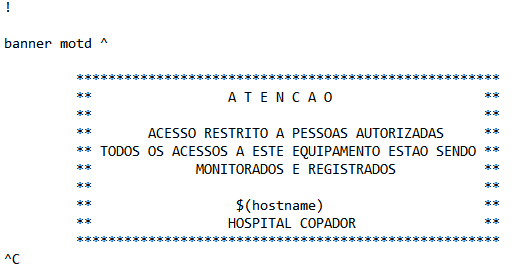 !
banner motd ^
*****************************************************
** A T E N C A O **
** **
** ACESSO RESTRITO A PESSOAS AUTORIZADAS **
** TODOS OS ACESSOS A ESTE EQUIPAMENTO ESTAO SENDO **
** MONITORADOS E REGISTRADOS **
** **
** $(hostname) **
** HOSPITAL COPADOR **
*****************************************************
^C